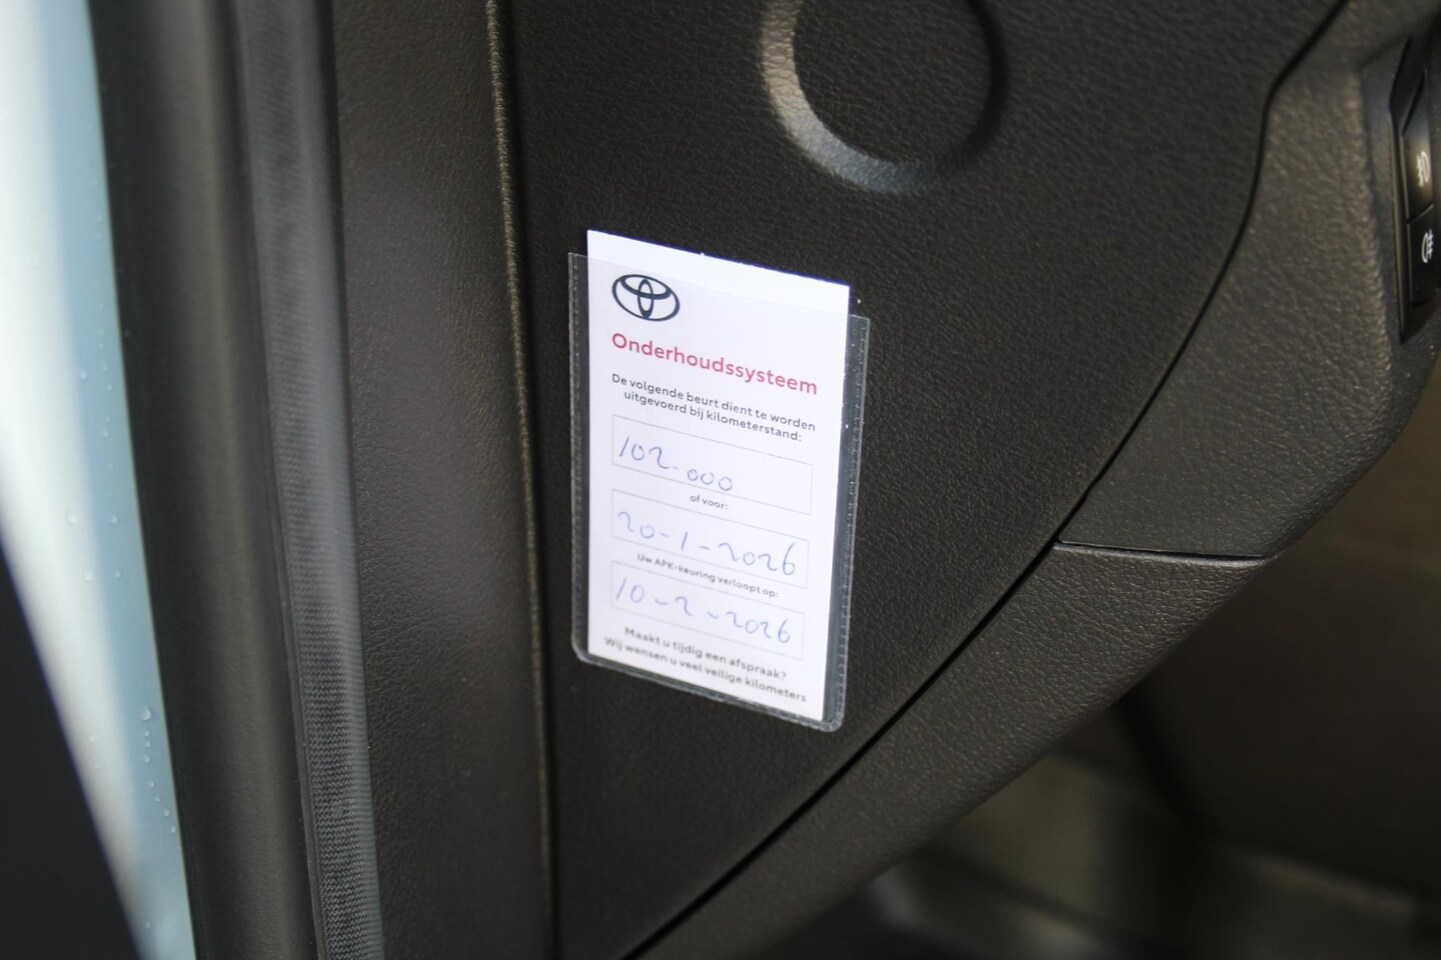 Onderhoudssysteem
De volgende beurt dient te worden
uitgevoerd bij kilometerstand:
102.000
of voor:
20-1-2026
Uw APK-keuring verloopt op:
10-2-2026
Maakt u tijdig een afspraak?
Wij wensen u veel veilige kilometers